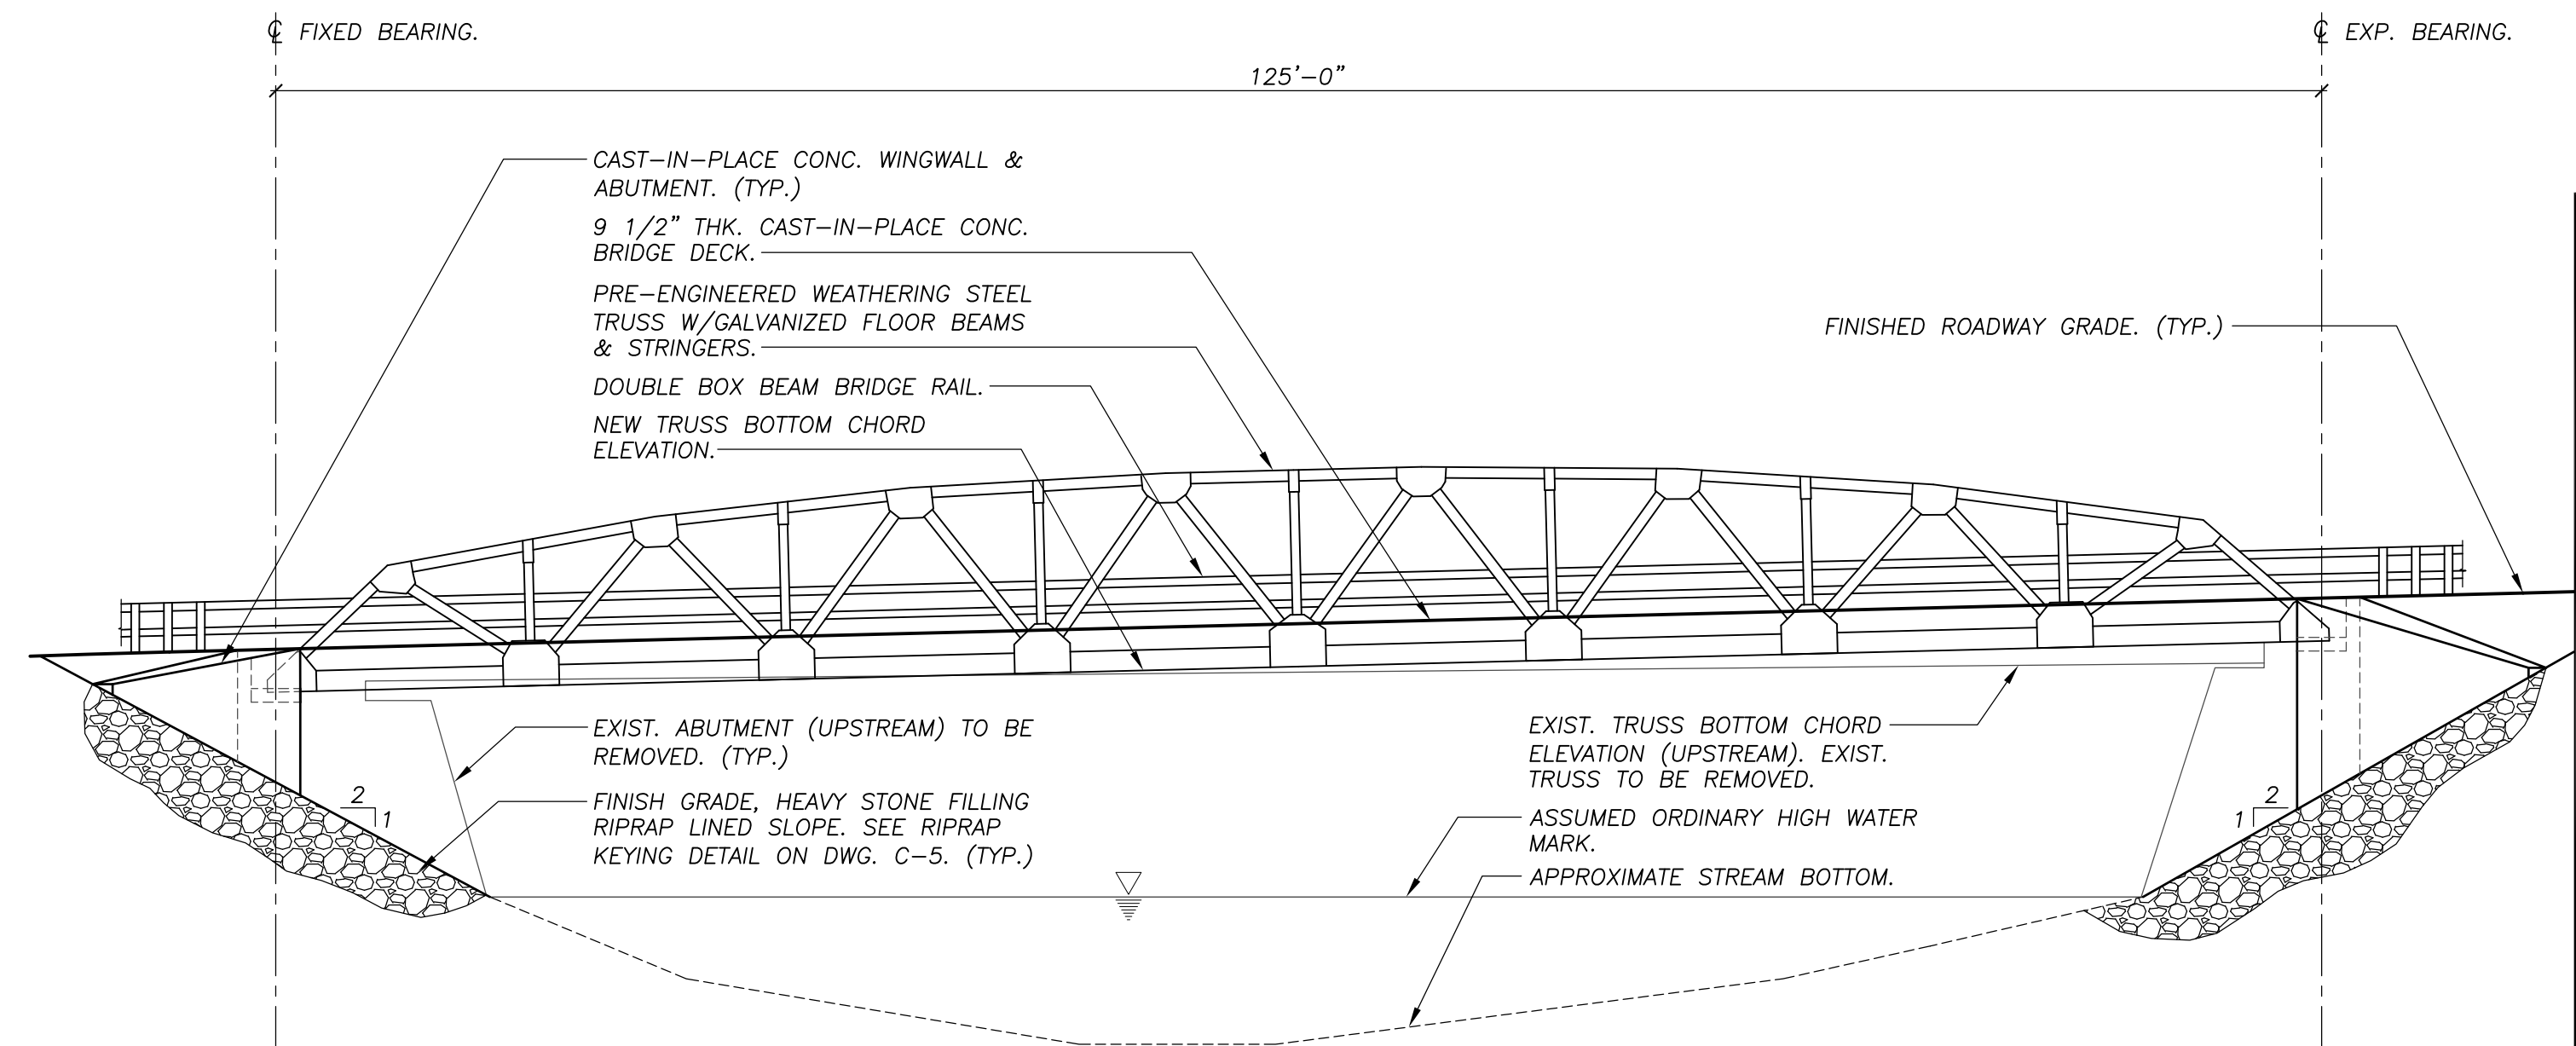 ℄ FIXED BEARING.
℄ EXP. BEARING.
125'-0"
CAST-IN-PLACE CONC. WINGWALL &
ABUTMENT. (TYP.)
9 1/2" THK. CAST-IN-PLACE CONC.
BRIDGE DECK.
PRE-ENGINEERED WEATHERING STEEL
TRUSS W/GALVANIZED FLOOR BEAMS
& STRINGERS.
DOUBLE BOX BEAM BRIDGE RAIL.
NEW TRUSS BOTTOM CHORD
ELEVATION.
FINISHED ROADWAY GRADE. (TYP.)
EXIST. ABUTMENT (UPSTREAM) TO BE
REMOVED. (TYP.)
2
1
FINISH GRADE, HEAVY STONE FILLING
RIPRAP LINED SLOPE. SEE RIPRAP
KEYING DETAIL ON DWG. C-5. (TYP.)
EXIST. TRUSS BOTTOM CHORD
ELEVATION (UPSTREAM). EXIST.
TRUSS TO BE REMOVED.
ASSUMED ORDINARY HIGH WATER
MARK.
APPROXIMATE STREAM BOTTOM.
2
1